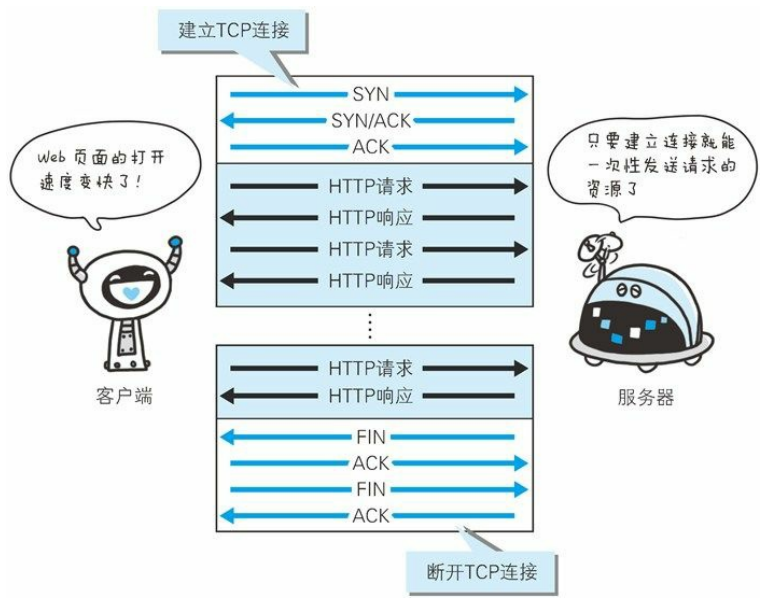 建立TCP连接
SYN
SYN/ACK
ACK
Web 页面的打开
速度变快了!
只要建立连接就能
一次性发送请求的
资源了
HTTP请求
HTTP响应
HTTP请求
HTTP响应
客户端
服务器
HTTP请求
HTTP响应
FIN
ACK
FIN
ACK
断开TCP连接